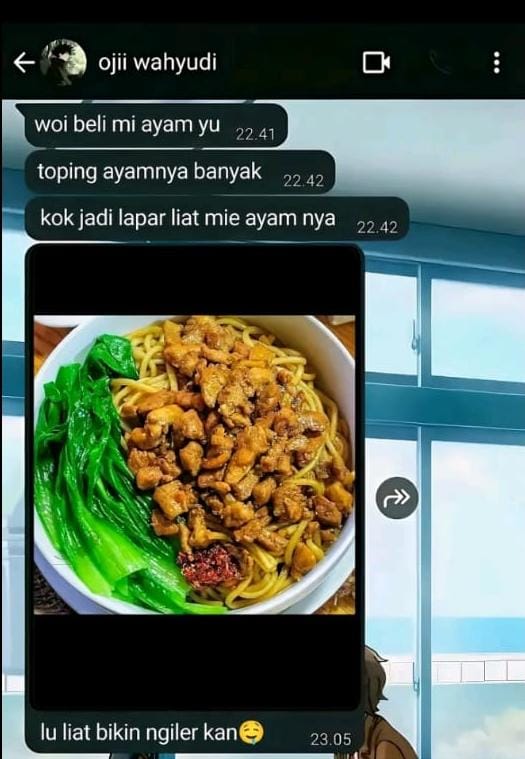 ojii wahyudi
woi beli mi ayam yu 22.41
toping ayamnya banyak 22.42
kok jadi lapar liat mie ayam nya 22.42
lu liat bikin ngiler kan🤤 23.05